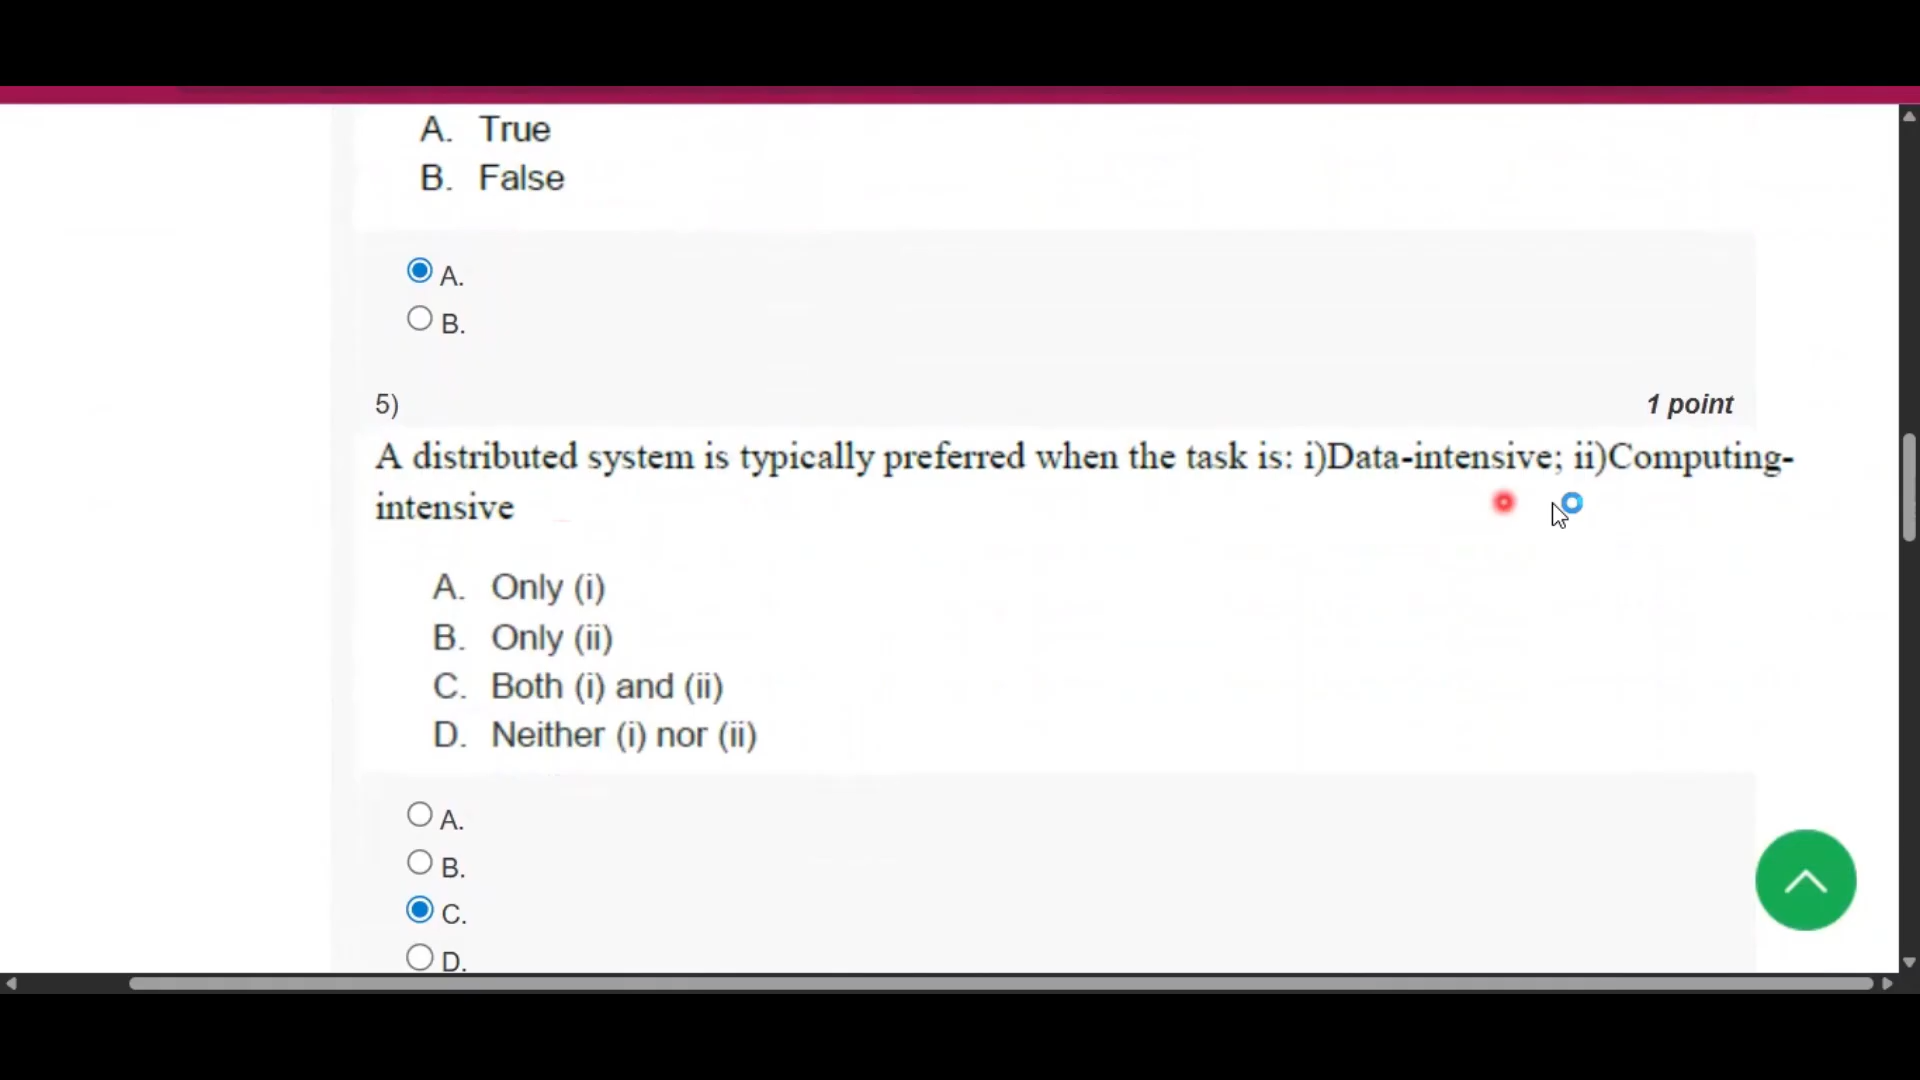 A. True
B. False
A.
B.
5)
1 point
A distributed system is typically preferred when the task is: i)Data-intensive; ii)Computing-
intensive
A. Only (i)
B. Only (ii)
C. Both (i) and (ii)
D. Neither (i) nor (ii)
A.
B.
C.
D.